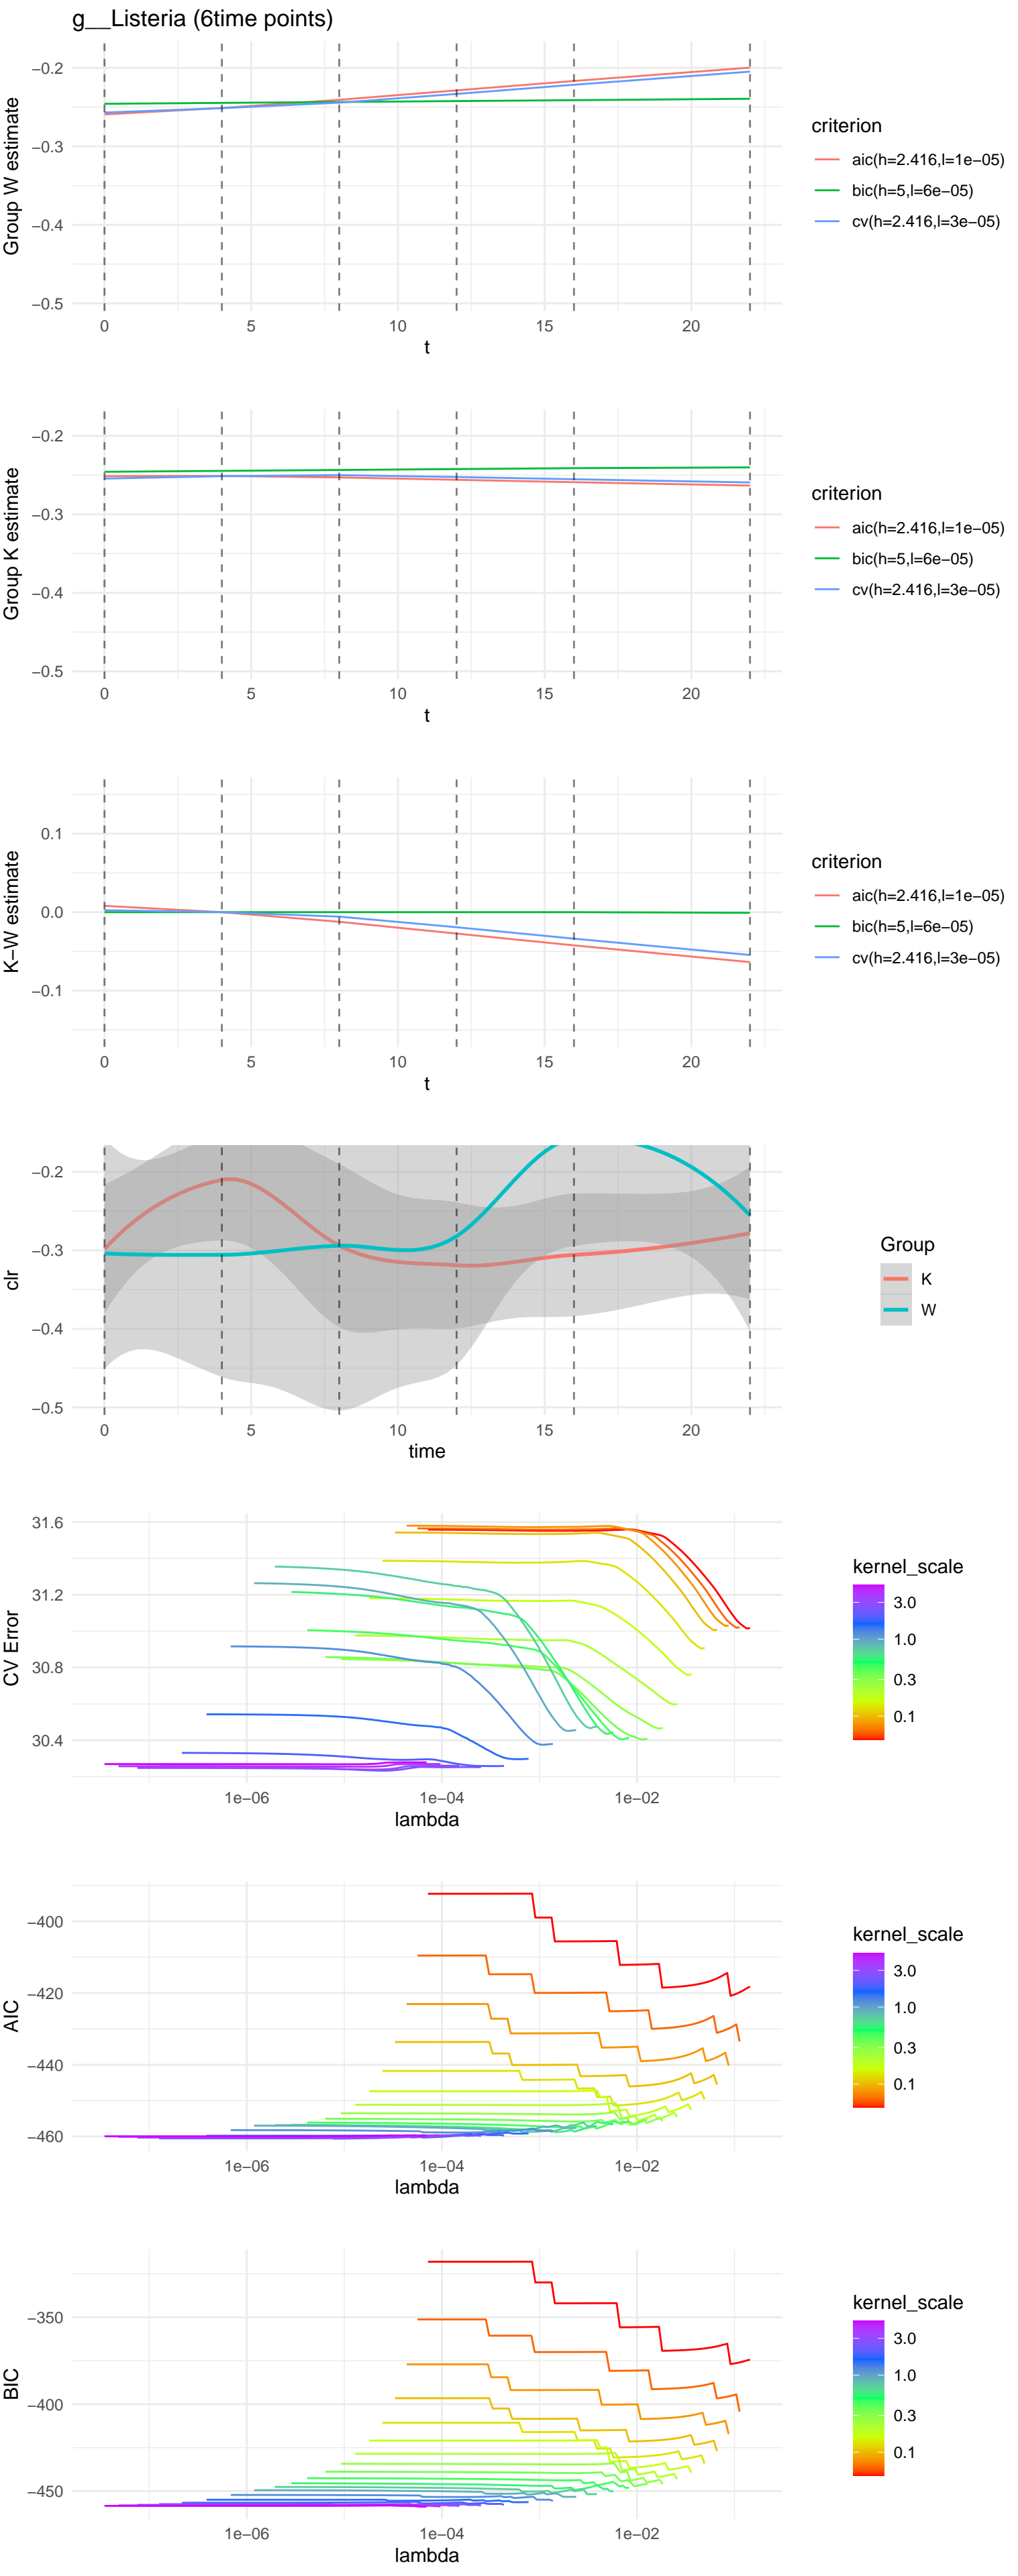 g__Listeria (6time points)
Group W estimate
−0.2
−0.3
−0.4
−0.5
0
5
10
15
20
t
criterion
aic(h=2.416,l=1e−05)
bic(h=5,l=6e−05)
cv(h=2.416,l=3e−05)
Group K estimate
−0.2
−0.3
−0.4
−0.5
0
5
10
15
20
t
criterion
aic(h=2.416,l=1e−05)
bic(h=5,l=6e−05)
cv(h=2.416,l=3e−05)
K−W estimate
0.1
0.0
−0.1
0
5
10
15
20
t
criterion
aic(h=2.416,l=1e−05)
bic(h=5,l=6e−05)
cv(h=2.416,l=3e−05)
clr
−0.2
−0.3
−0.4
−0.5
0
5
10
15
20
time
Group
K
W
CV Error
31.6
31.2
30.8
30.4
1e−06
1e−04
1e−02
lambda
kernel_scale
3.0
1.0
0.3
0.1
AIC
−400
−420
−440
−460
1e−06
1e−04
1e−02
lambda
kernel_scale
3.0
1.0
0.3
0.1
BIC
−350
−400
−450
1e−06
1e−04
1e−02
lambda
kernel_scale
3.0
1.0
0.3
0.1